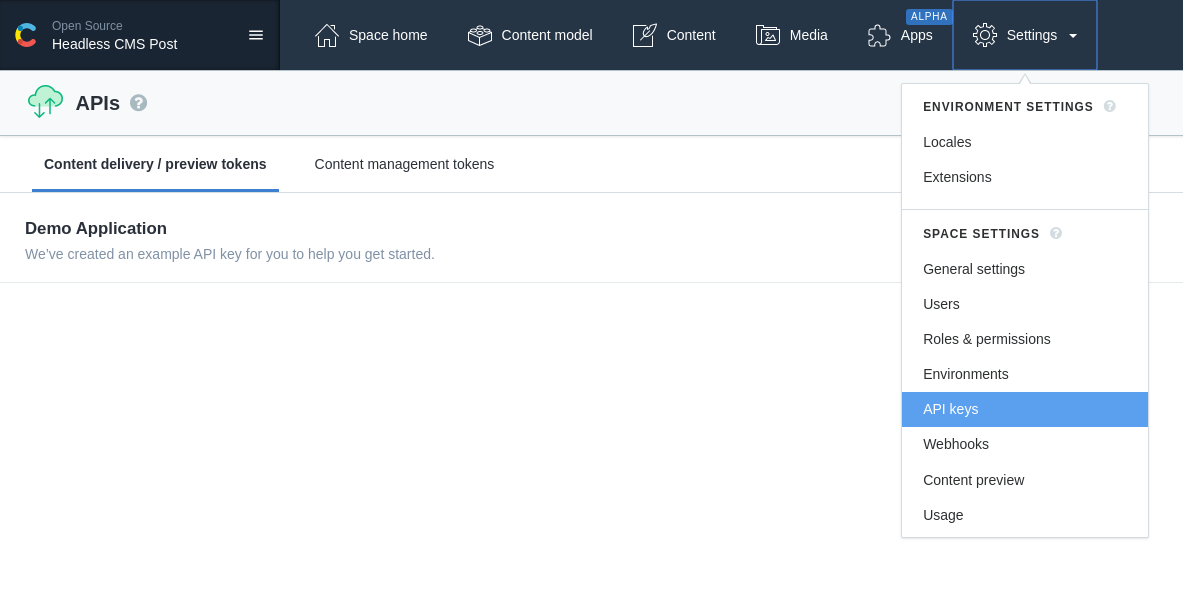 Open Source
Headless CMS Post
Space home
Content model
Content
Media
ALPHA
Apps
Settings
APIs ?
Content delivery / preview tokens
Content management tokens
Demo Application
We've created an example API key for you to help you get started.
ENVIRONMENT SETTINGS ?
Locales
Extensions
SPACE SETTINGS ?
General settings
Users
Roles & permissions
Environments
API keys
Webhooks
Content preview
Usage